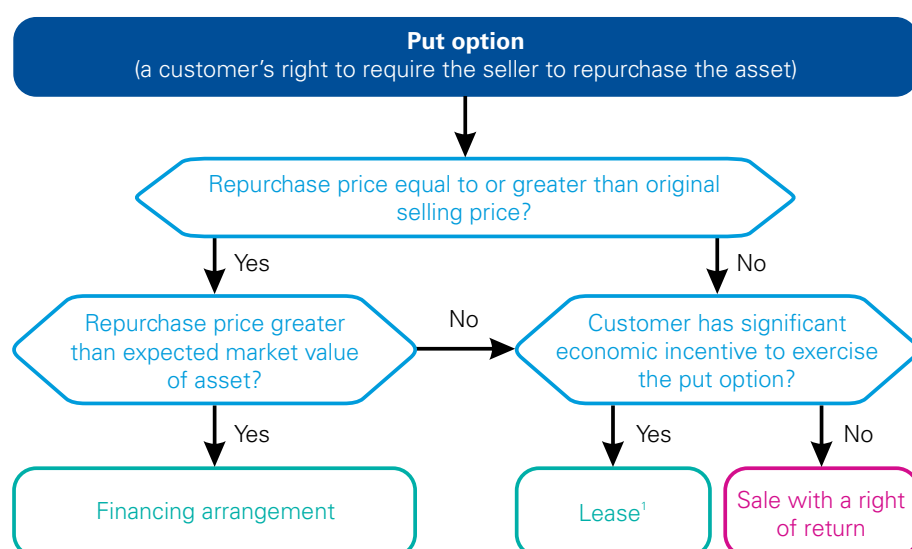 Put option
(a customer's right to require the seller to repurchase the asset)
Repurchase price equal to or greater than original
selling price?
Yes
No
Repurchase price greater
than expected market value
of asset?
No
Customer has significant
economic incentive to exercise
the put option?
Yes
Yes
No
Financing arrangement
Lease¹
Sale with a right
of return